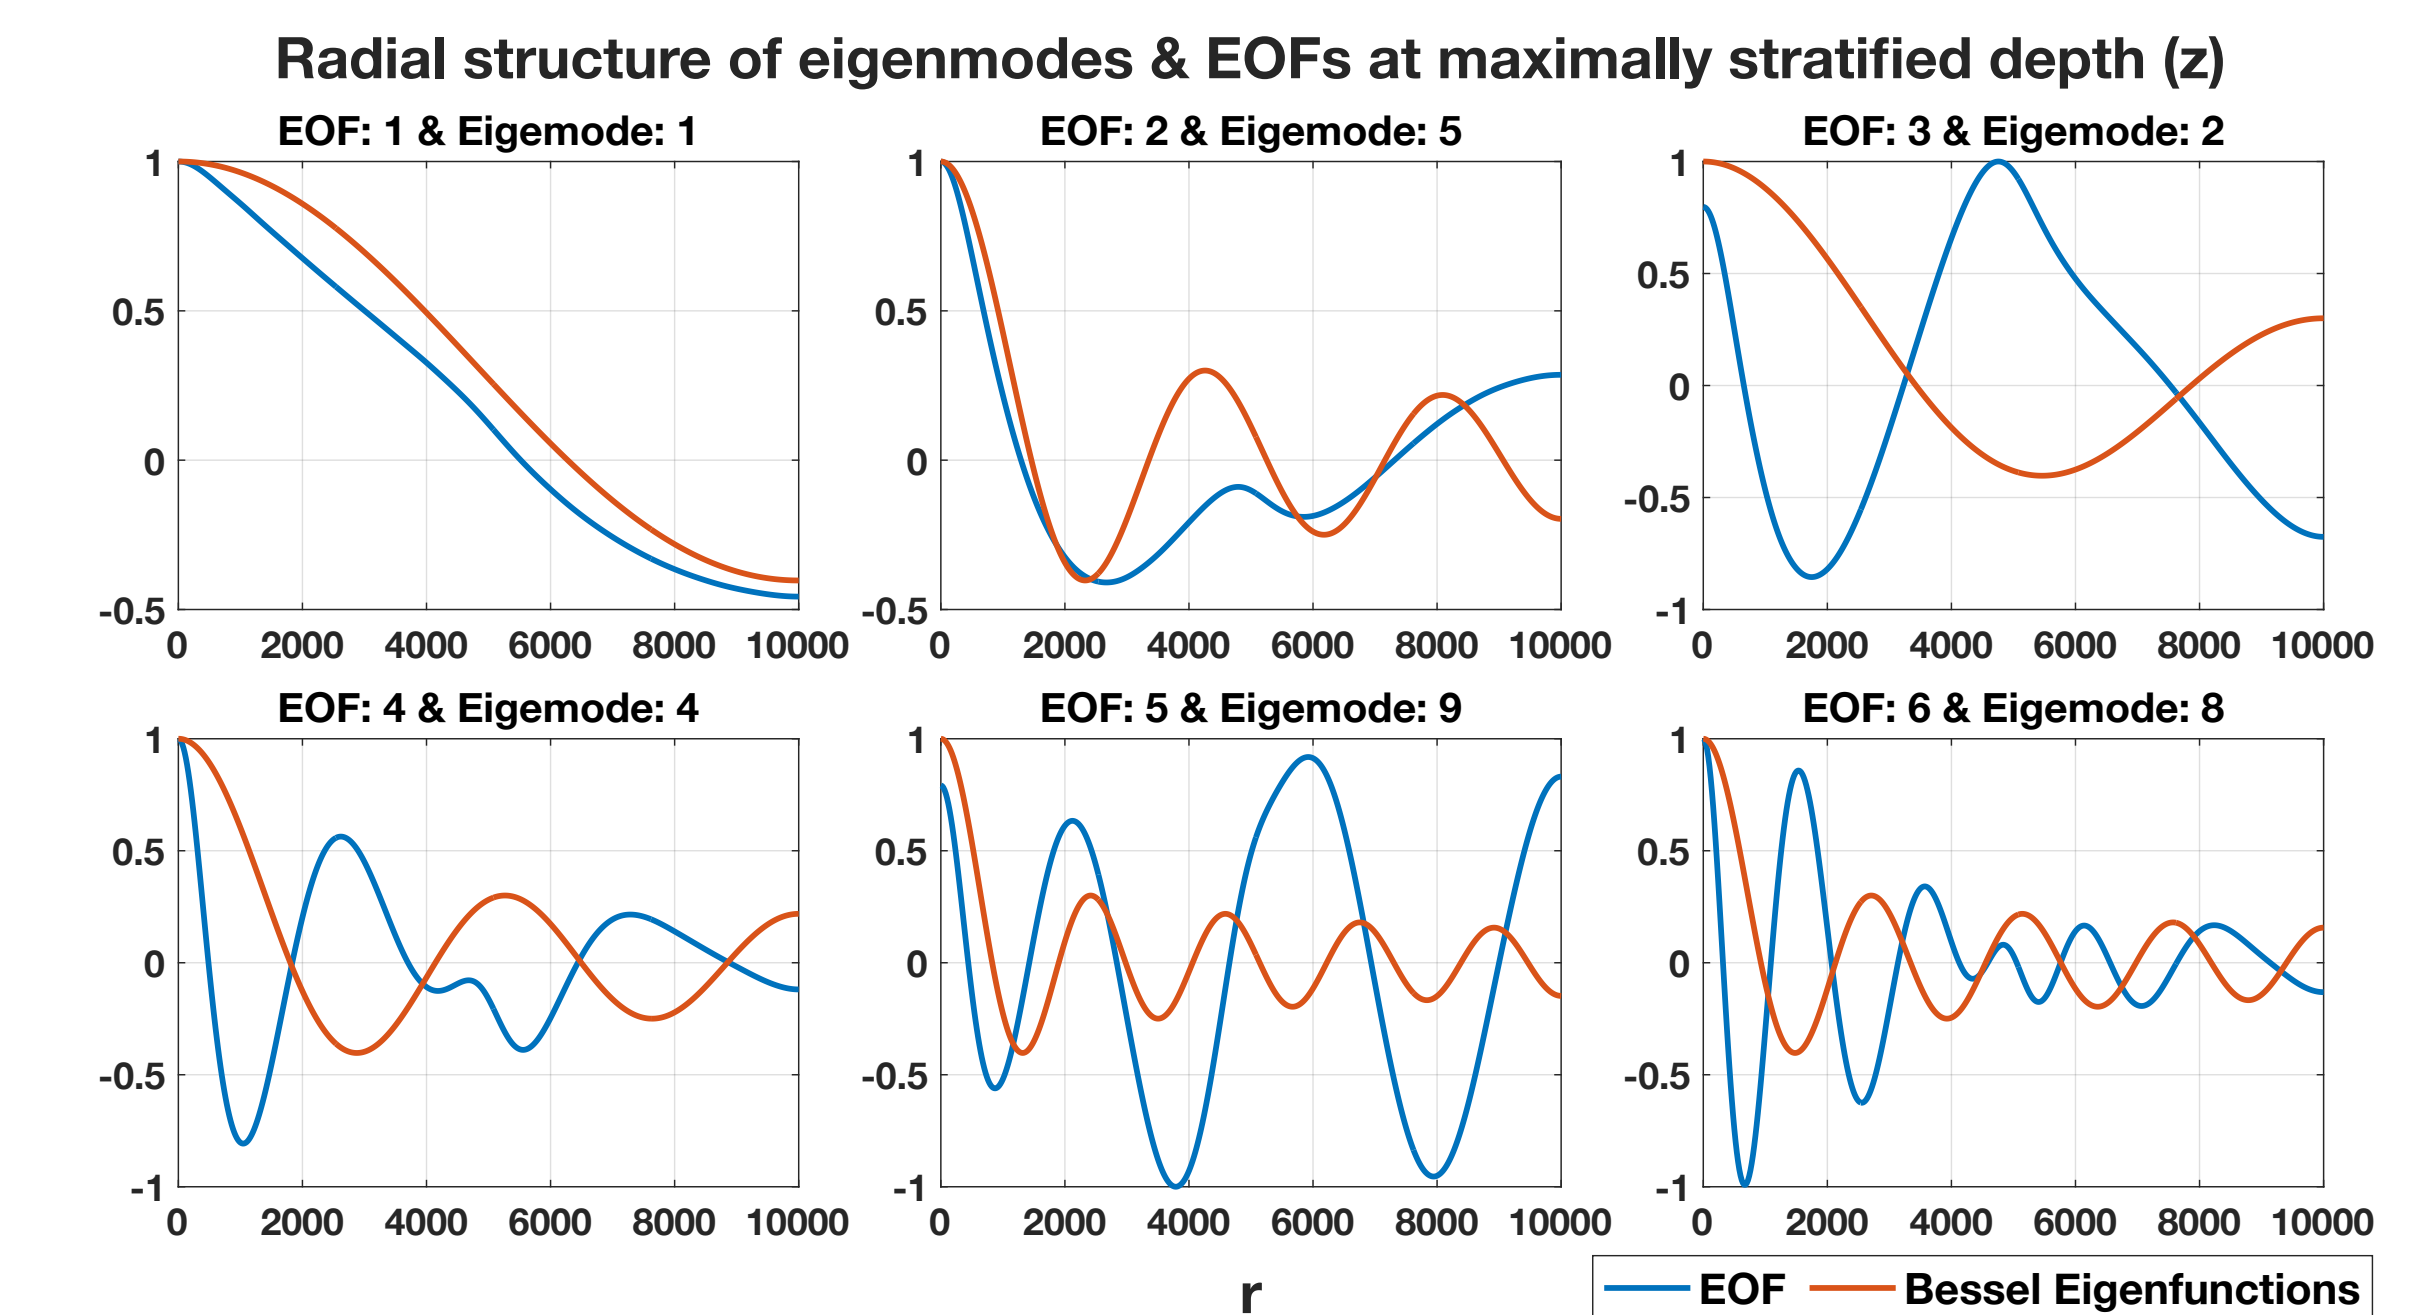 Radial structure of eigenmodes & EOFs at maximally stratified depth (z)
EOF: 1 & Eigemode: 1
1
0.5
0
-0.5
0 2000 4000 6000 8000 10000
EOF: 2 & Eigemode: 5
1
0.5
0
-0.5
0 2000 4000 6000 8000 10000
EOF: 3 & Eigemode: 2
1
0.5
0
-0.5
-1
0 2000 4000 6000 8000 10000
EOF: 4 & Eigemode: 4
1
0.5
0
-0.5
-1
0 2000 4000 6000 8000 10000
EOF: 5 & Eigemode: 9
1
0.5
0
-0.5
-1
0 2000 4000 6000 8000 10000
EOF: 6 & Eigemode: 8
1
0.5
0
-0.5
-1
0 2000 4000 6000 8000 10000
r
EOF Bessel Eigenfunctions